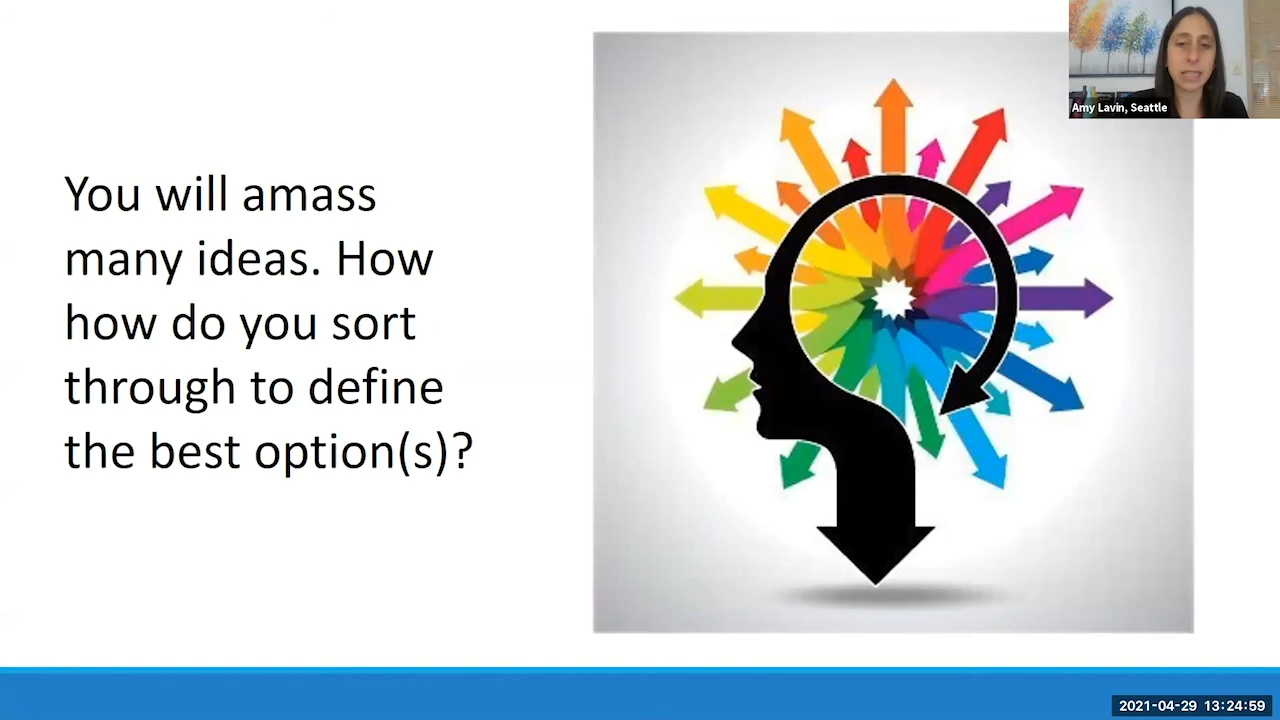 You will amass
many ideas. How
how do you sort
through to define
the best option(s)?
Amy Lavin, Seattle
2021-04-29 13:24:59